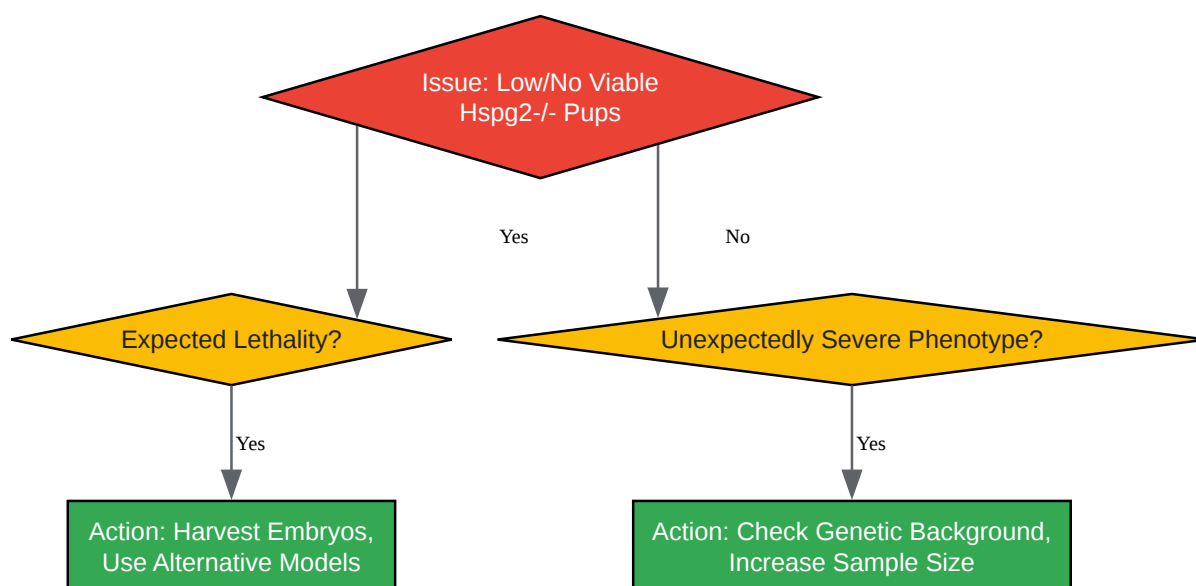 Issue: Low/No Viable
Hspg2-/- Pups
Yes
No
Expected Lethality?
Unexpectedly Severe Phenotype?
Yes
Yes
Action: Harvest Embryos,
Use Alternative Models
Action: Check Genetic Background,
Increase Sample Size